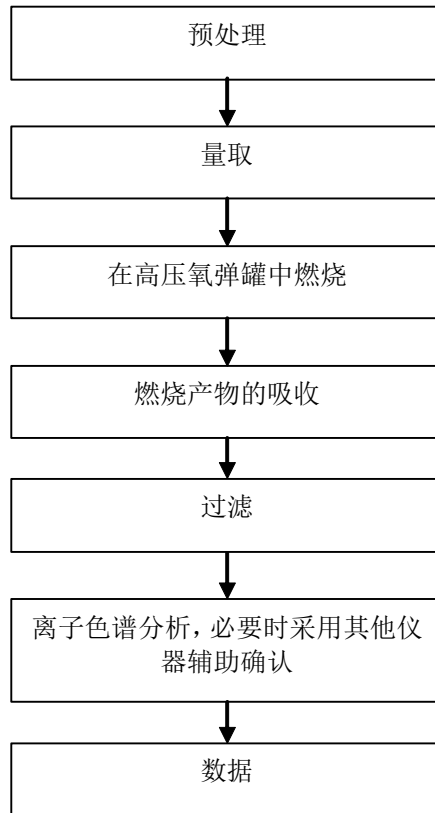 预处理
量取
在高压氧弹罐中燃烧
燃烧产物的吸收
过滤
离子色谱分析，必要时采用其他仪
器辅助确认
数据